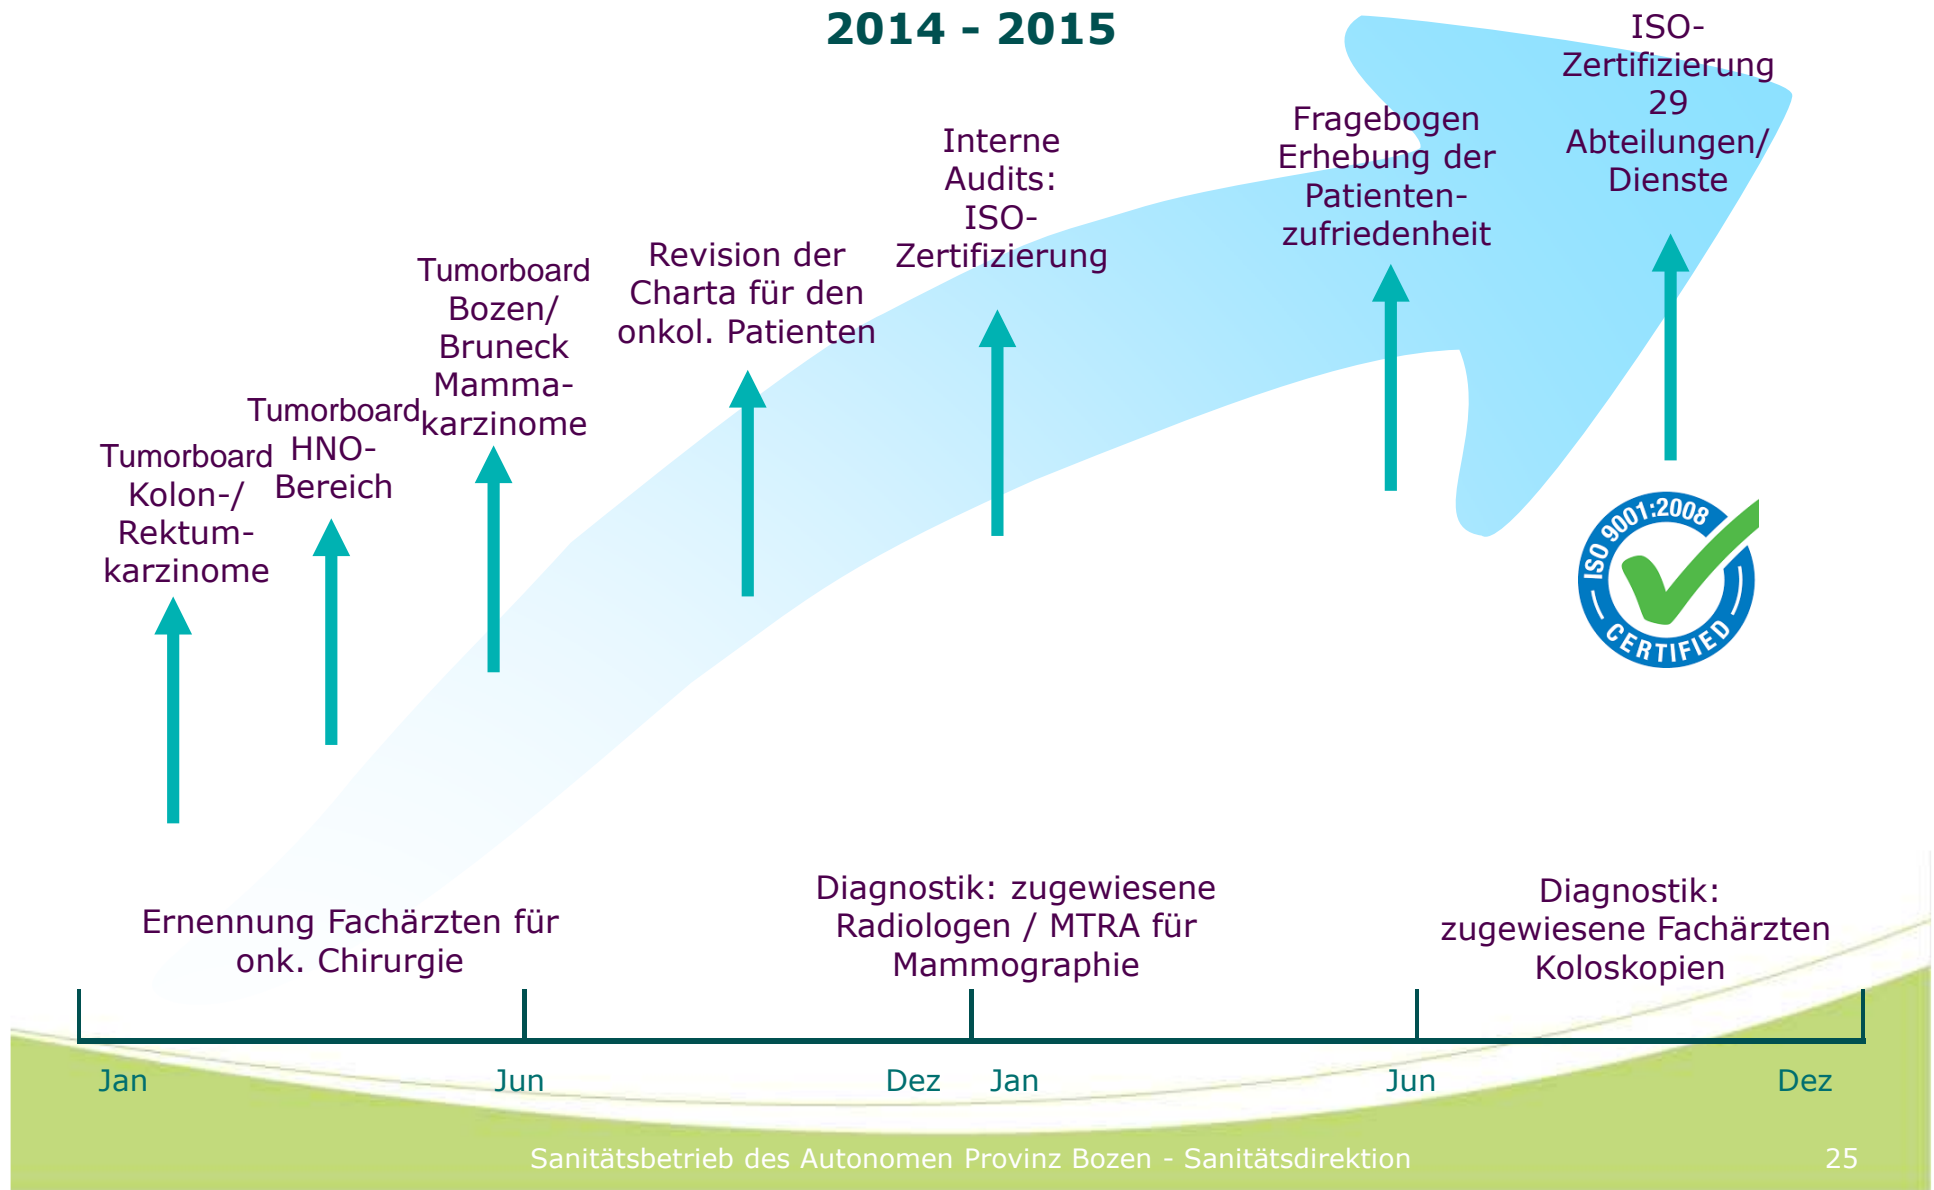 2014 - 2015
Tumorboard
Kolon-/
Rektum-
karzinome
Tumorboard
HNO-
Bereich
Tumorboard
Bozen/
Bruneck
Mamma-
karzinome
Revision der
Charta für den
onkol. Patienten
Interne
Audits:
ISO-
Zertifizierung
Fragebogen
Erhebung der
Patienten-
zufriedenheit
ISO-
Zertifizierung
29
Abteilungen/
Dienste
ISO 9001:2008
CERTIFIED
Ernennung Fachärzten für
onk. Chirurgie
Diagnostik: zugewiesene
Radiologen / MTRA für
Mammographie
Diagnostik:
zugewiesene Fachärzten
Koloskopien
Jan Jun Dez Jan Jun Dez
Sanitätsbetrieb des Autonomen Provinz Bozen - Sanitätsdirektion 25